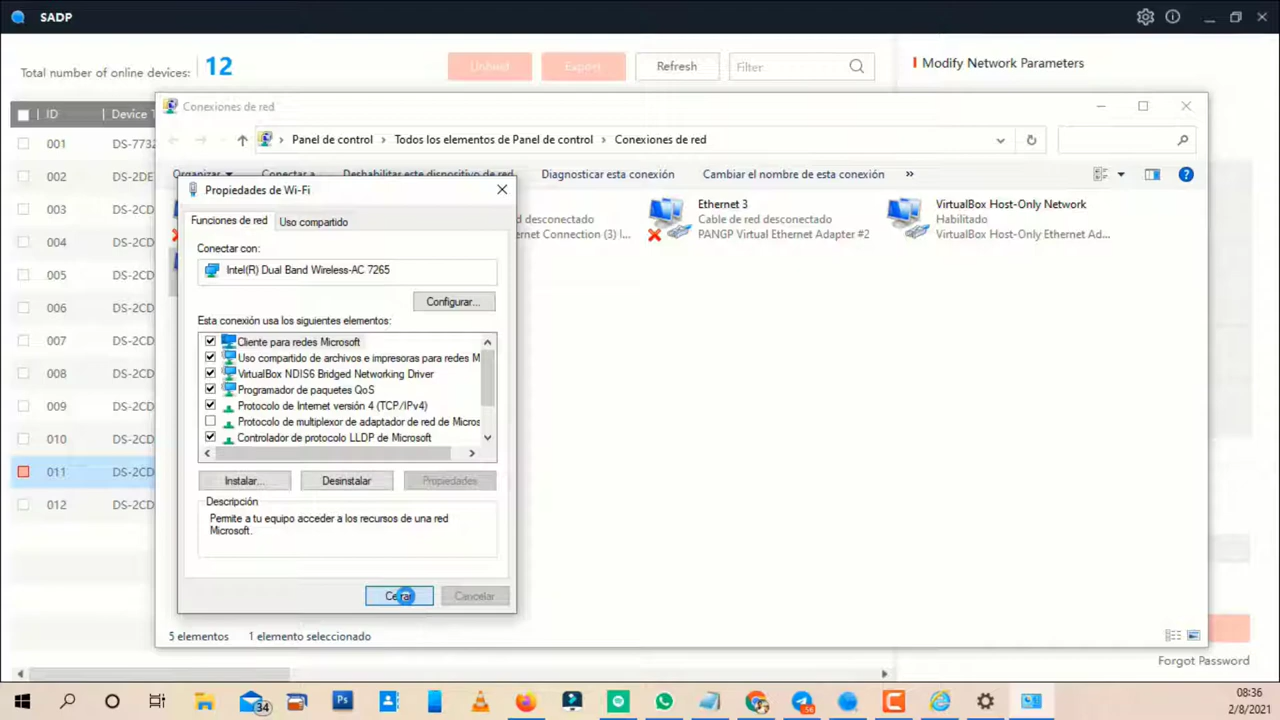 SADP
Total number of online devices:
12
Unbind
Export
Refresh
Filter
Modify Network Parameters
ID
Device T
001
DS-7732
002
DS-2DE
003
DS-2CD
004
DS-2CD
005
DS-2CD
006
DS-2CD
007
DS-2CD
008
DS-2CD
009
DS-2CD
010
DS-2CD
011
DS-2CD
012
DS-2CD
Conexiones de red
Panel de control
Todos los elementos de Panel de control
Conexiones de red
Organizar
Conectar a
Deshabilitar este dispositivo de red
Diagnosticar esta conexión
Cambiar el nombre de esta conexión
»
ed desconectado
ernet Connection (3) I...
Ethernet 3
Cable de red desconectado
PANGP Virtual Ethernet Adapter #2
VirtualBox Host-Only Network
Habilitado
VirtualBox Host-Only Ethernet Ad...
Propiedades de Wi-Fi
Funciones de red
Uso compartido
Conectar con:
Intel(R) Dual Band Wireless-AC 7265
Configurar...
Esta conexión usa los siguientes elementos:
Cliente para redes Microsoft
Uso compartido de archivos e impresoras para redes M
VirtualBox NDIS6 Bridged Networking Driver
Programador de paquetes QoS
Protocolo de Internet versión 4 (TCP/IPv4)
Protocolo de multiplexor de adaptador de red de Micros
Controlador de protocolo LLDP de Microsoft
Instalar...
Desinstalar
Propiedades
Descripción
Permite a tu equipo acceder a los recursos de una red
Microsoft.
Cerrar
Cancelar
5 elementos
1 elemento seleccionado
Forgot Password
34
Ps
56
08:36
2/8/2021